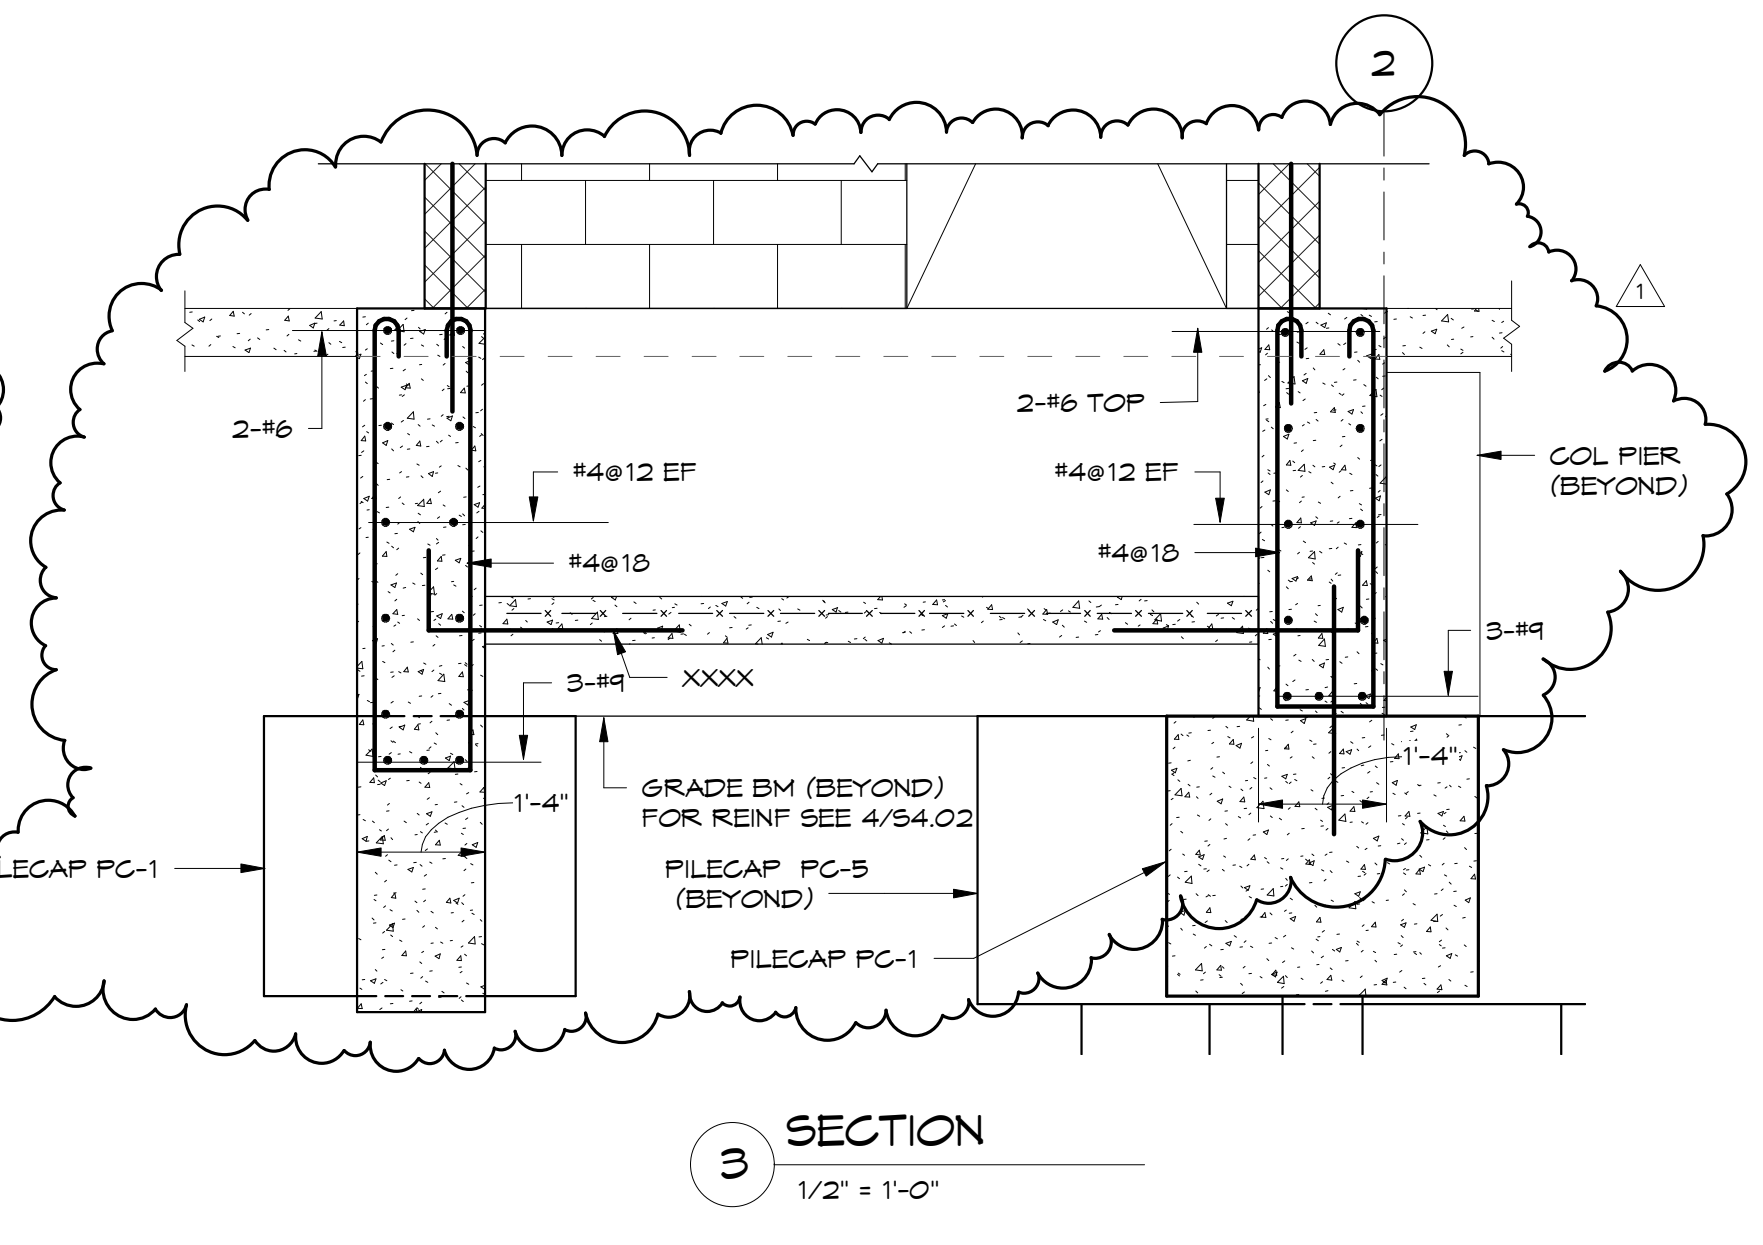 2
1
2-#6
2-#6 TOP
#4@12 EF
#4@12 EF
COL PIER
(BEYOND)
#4@18
#4@18
3-#9
XXXX
3-#9
1'-4"
1'-4"
GRADE BM (BEYOND)
FOR REINF SEE 4/S4.02
LECAP PC-1
PILECAP PC-5
(BEYOND)
PILECAP PC-1
3
SECTION
1/2" = 1'-0"